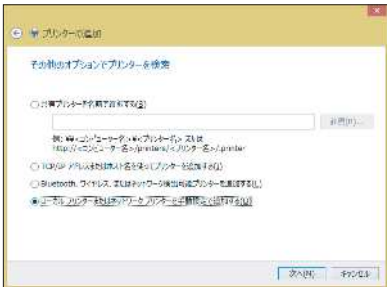 プリンターの追加
その他のオプションでプリンターを検索
共有プリンターを名前で選択する(S)
参照(R)...
例: ¥¥<コンピューター名>¥<プリンター名> または
http://<コンピューター名>/printers/<プリンター名>/.printer
TCP/IP アドレスまたはホスト名を使ってプリンターを追加する(I)
Bluetooth、ワイヤレス、またはネットワーク検出可能プリンターを追加する(L)
ローカル プリンターまたはネットワーク プリンターを手動設定で追加する(O)
次へ(N)
キャンセル